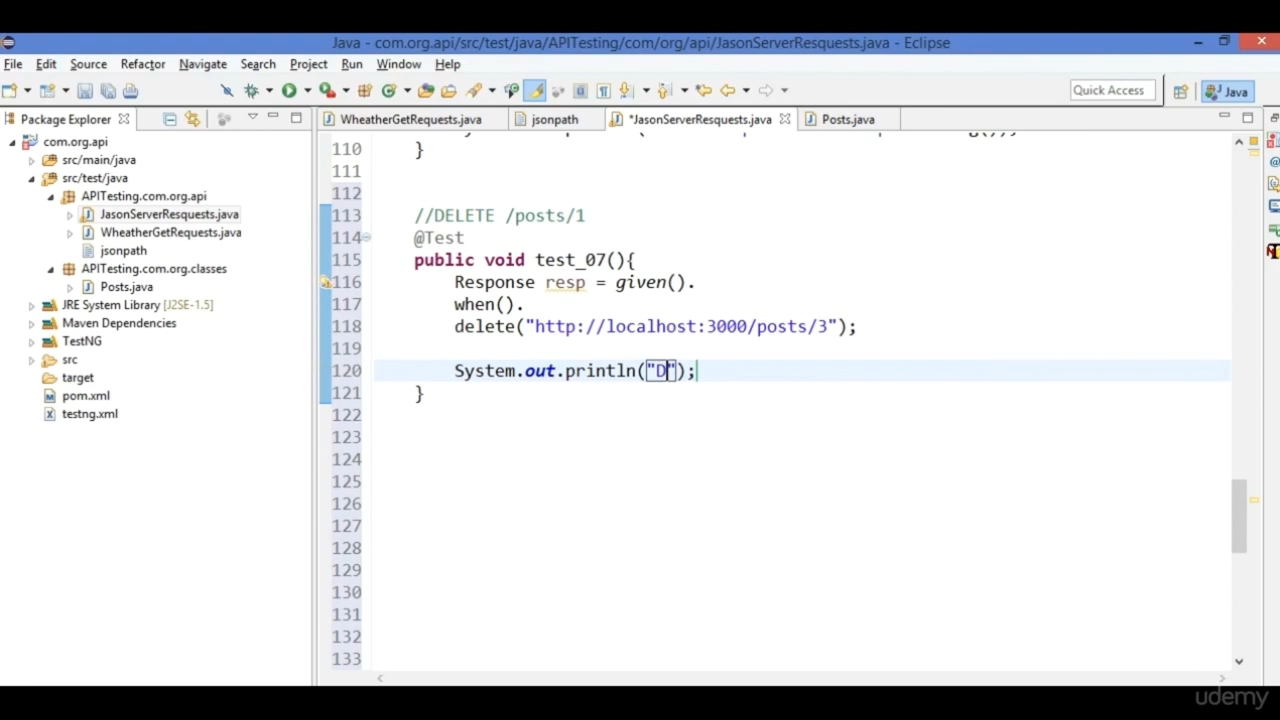 Java - com.org.api/src/test/java/APITesting/com/org/api/JasonServerResquests.java - Eclipse
File Edit Source Refactor Navigate Search Project Run Window Help
Quick Access Java
Package Explorer
WheatherGetRequests.java jsonpath *JasonServerResquests.java Posts.java
com.org.api
src/main/java
src/test/java
APITesting.com.org.api
JasonServerResquests.java
WheatherGetRequests.java
jsonpath
APITesting.com.org.classes
Posts.java
JRE System Library [J2SE-1.5]
Maven Dependencies
TestNG
src
target
pom.xml
testng.xml
110 }
111
112
113 //DELETE /posts/1
114 @Test
115 public void test_07(){
116 Response resp = given().
117 when().
118 delete("http://localhost:3000/posts/3");
119
120 System.out.println("D");
121 }
122
123
124
125
126
127
128
129
130
131
132
133
udemy